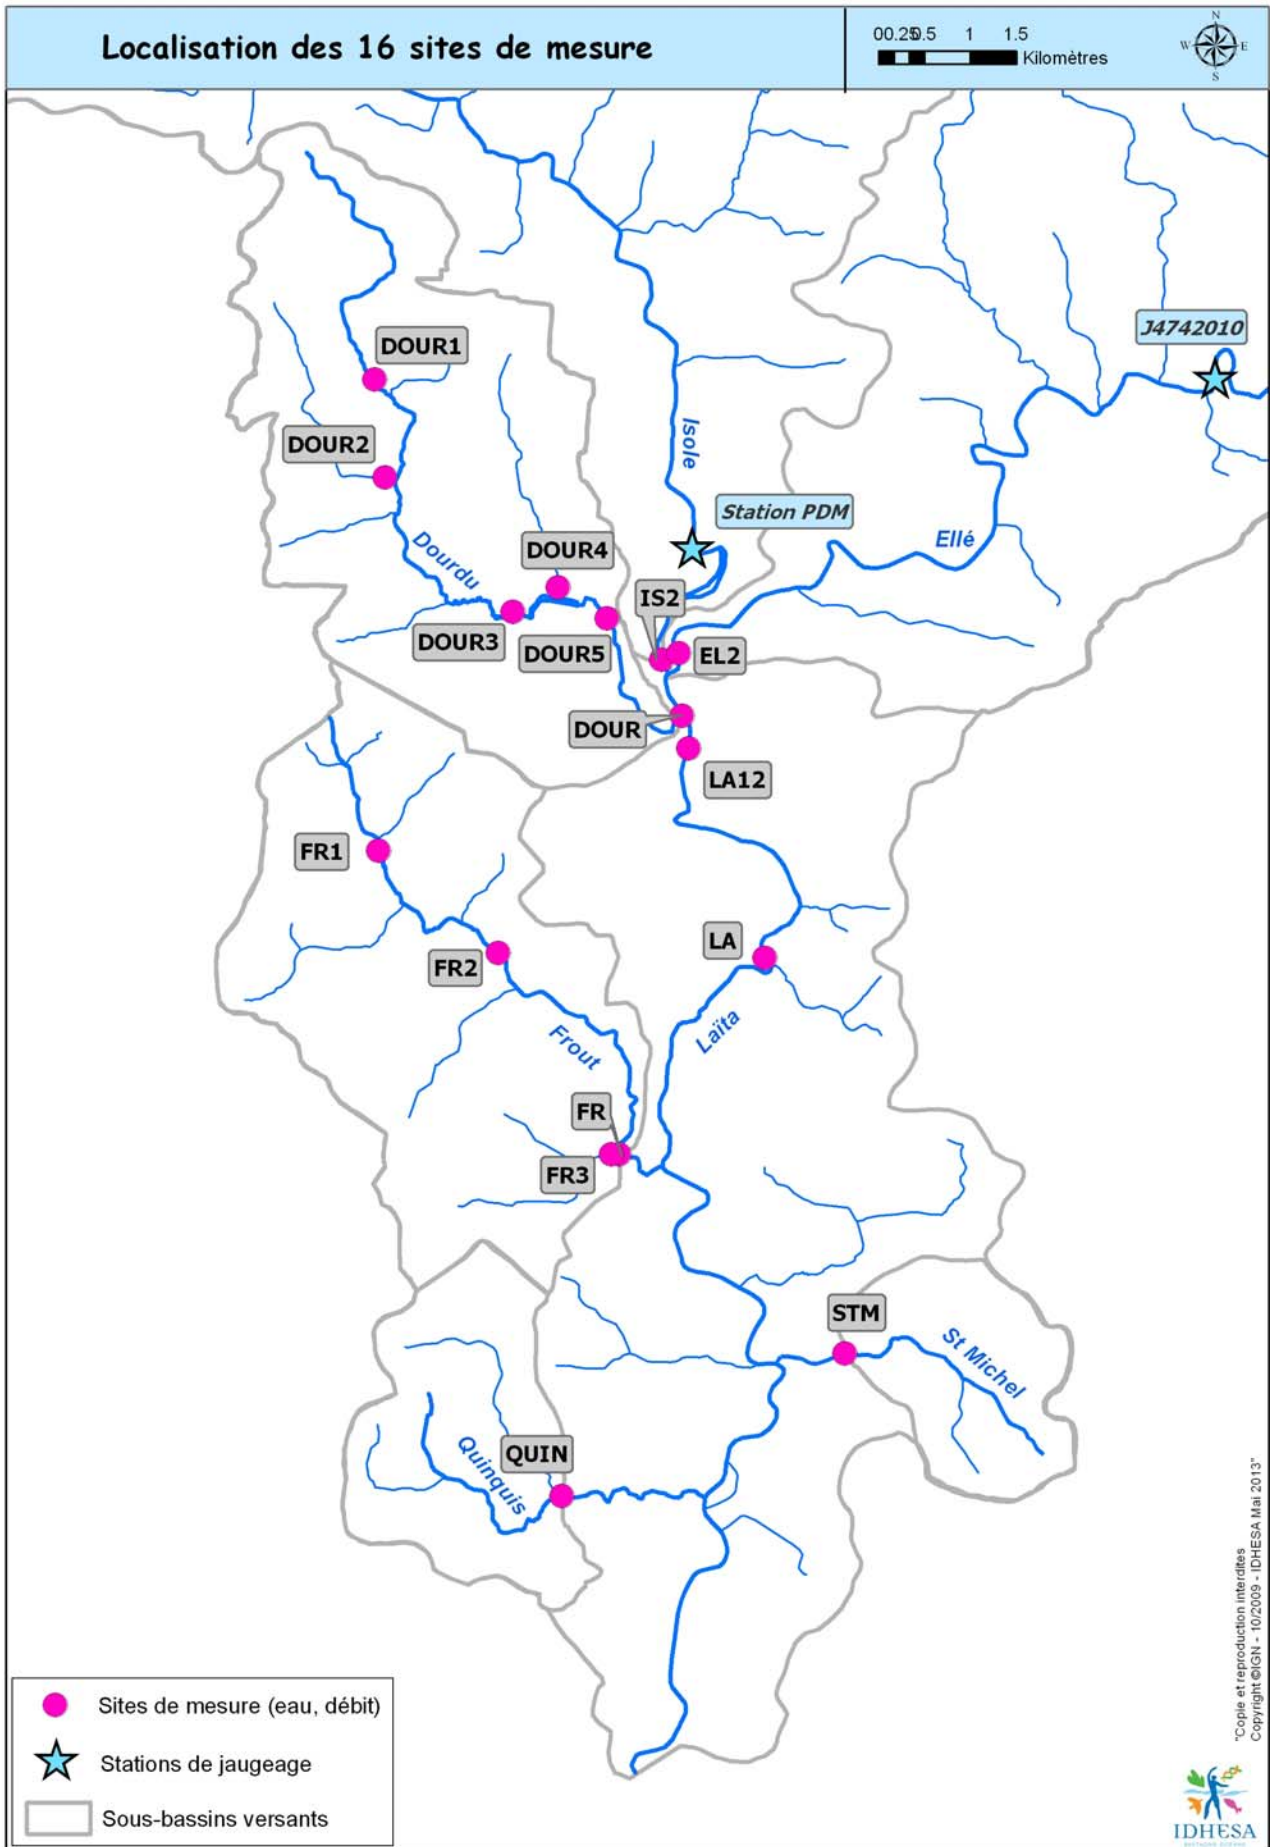 Localisation des 16 sites de mesure
00.250.5 1 1.5
Kilomètres
N
W E
S
J4742010
DOUR1
DOUR2
Isole
Station PDM
Ellé
Dourdu
DOUR4
IS2
DOUR3
DOUR5
EL2
DOUR
LA12
FR1
LA
FR2
Laïta
Frout
FR
FR3
STM
St Michel
QUIN
Quinquis
Sites de mesure (eau, débit)
Stations de jaugeage
Sous-bassins versants
"Copie et reproduction interdites
Copyright ©IGN - 10/2009 - IDHESA Mai 2013"
IDHESA